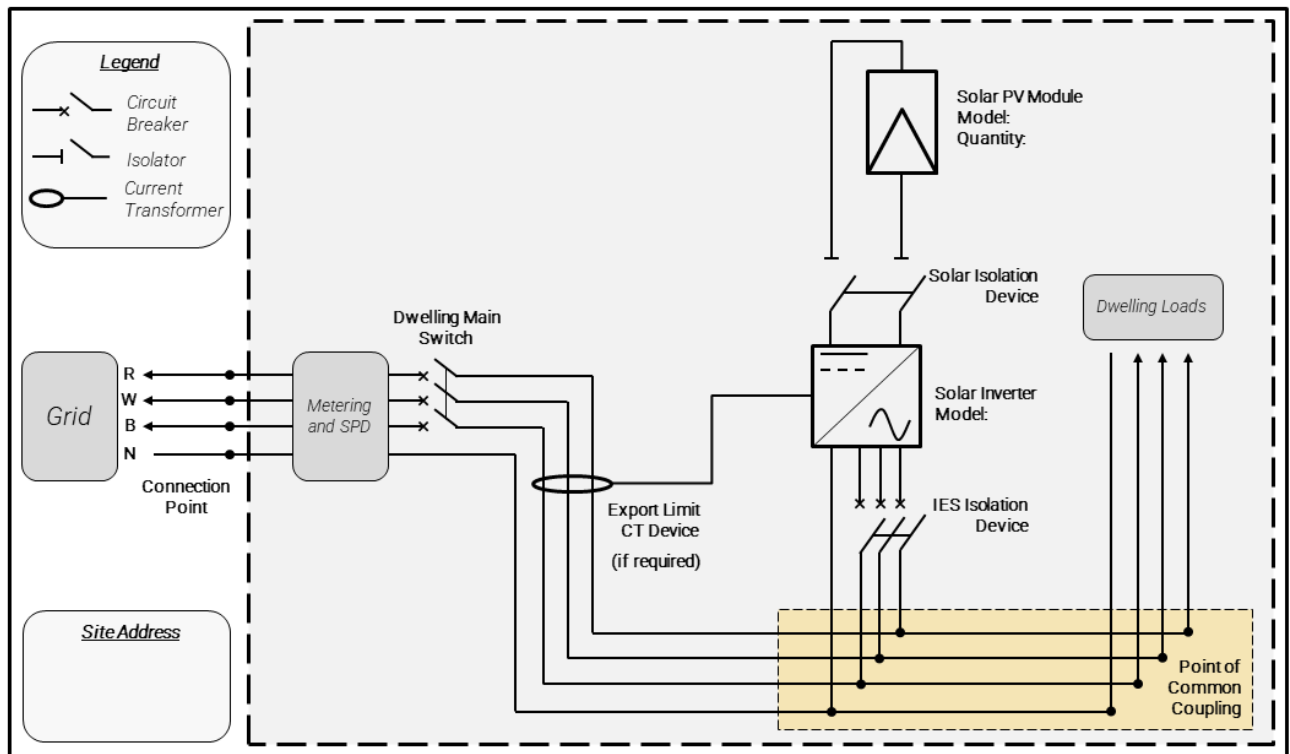 Legend
Circuit
Breaker
Isolator
Current
Transformer
Solar PV Module
Model:
Quantity:
Solar Isolation
Device
Dwelling Loads
Dwelling Main
Switch
Grid
R
W
B
N
Metering
and SPD
Solar Inverter
Model:
Connection
Point
Export Limit
CT Device
(if required)
IES Isolation
Device
Site Address
Point of
Common
Coupling